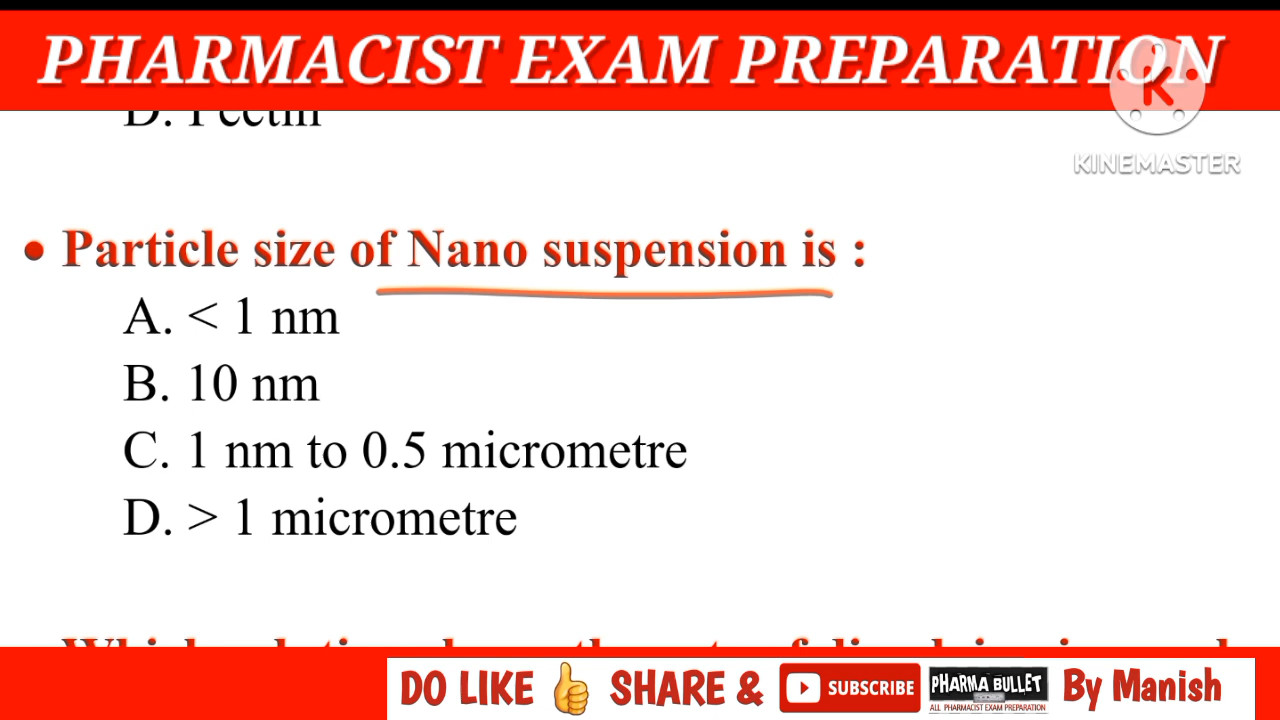 PHARMACIST EXAM PREPARATION
D. Pectin
KINEMASTER
• Particle size of Nano suspension is :
A. < 1 nm
B. 10 nm
C. 1 nm to 0.5 micrometre
D. > 1 micrometre
DO LIKE SHARE & SUBSCRIBE PHARMA BULLET By Manish
ALL PHARMACIST EXAM PREPARATION